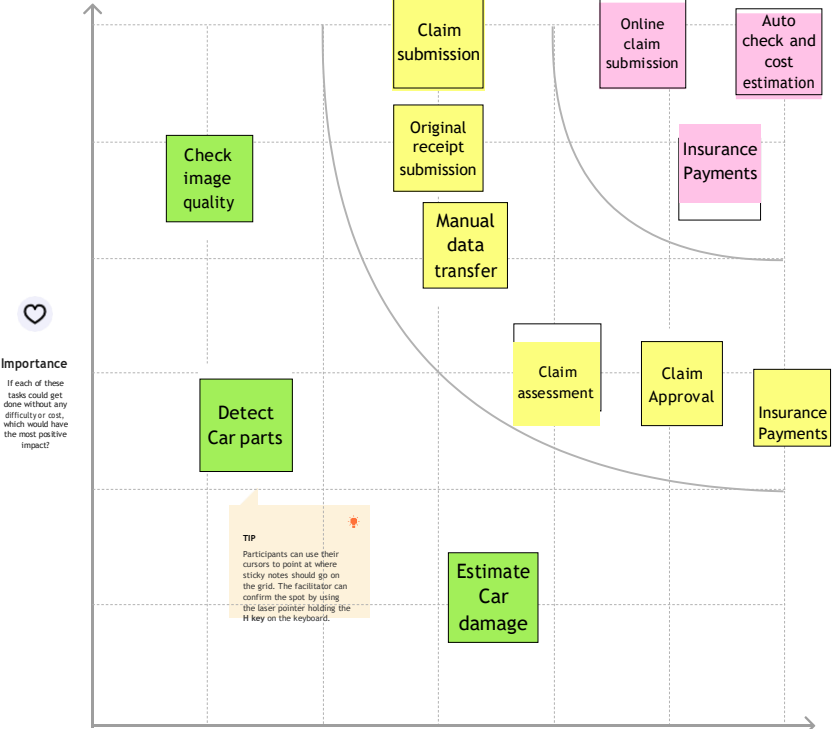 Claim
submission
Online
claim
submission
Auto
check and
cost
estimation
Original
receipt
submission
Check
image
quality
Insurance
Payments
Manual
data
transfer
Importance
If each of these
tasks could get
done without any
difficulty or cost,
which would have
the most positive
impact?
Claim
assessment
Claim
Approval
Insurance
Payments
Detect
Car parts
TIP
Participants can use their
cursors to point at where
sticky notes should go on
the grid. The facilitator can
confirm the spot by using
the laser pointer holding the
H key on the keyboard.
Estimate
Car
damage